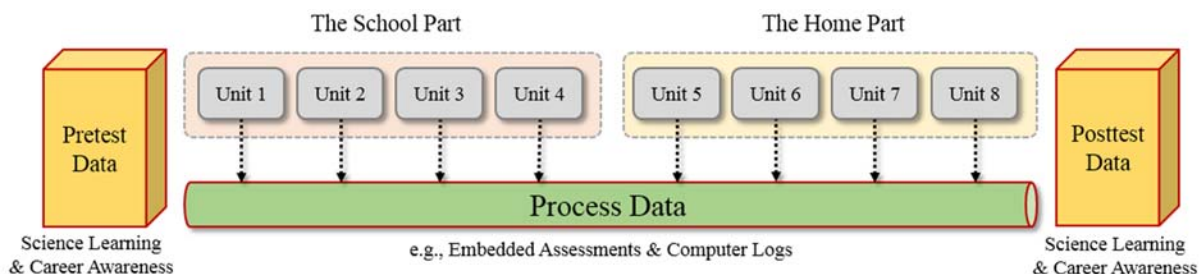 The School Part
The Home Part
Pretest
Data
Unit 1
Unit 2
Unit 3
Unit 4
Unit 5
Unit 6
Unit 7
Unit 8
Posttest
Data
Process Data
Science Learning
& Career Awareness
e.g., Embedded Assessments & Computer Logs
Science Learning
& Career Awareness